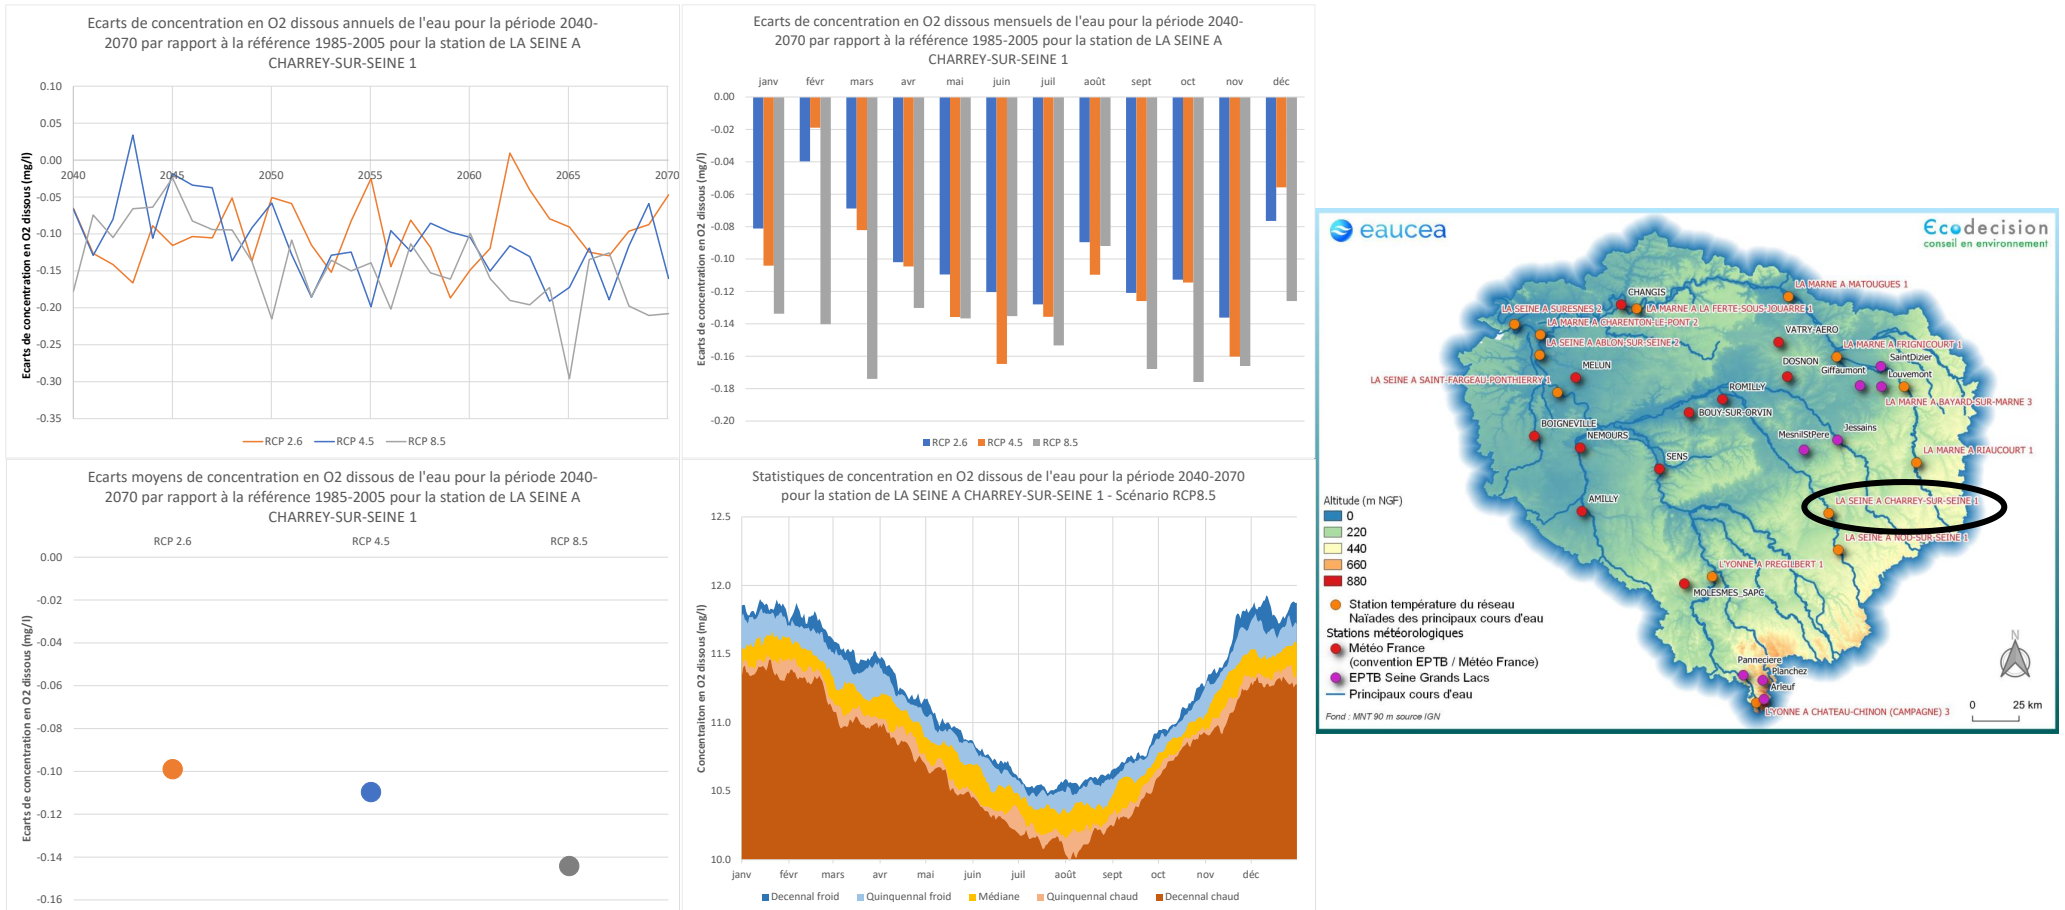 Ecarts de concentration en O2 dissous annuels de l'eau pour la période 2040-
2070 par rapport à la référence 1985-2005 pour la station de LA SEINE A
CHARREY-SUR-SEINE 1
Ecarts de concentration en O2 dissous (mg/l)
0.10
0.05
0.00
-0.05
-0.10
-0.15
-0.20
-0.25
-0.30
-0.35
2040
2045
2050
2055
2060
2065
2070
RCP 2.6
RCP 4.5
RCP 8.5
Ecarts de concentration en O2 dissous mensuels de l'eau pour la période 2040-
2070 par rapport à la référence 1985-2005 pour la station de LA SEINE A
CHARREY-SUR-SEINE 1
janv
févr
mars
avr
mai
juin
juil
août
sept
oct
nov
déc
Ecarts de concentration en O2 dissous (mg/l)
0.00
-0.02
-0.04
-0.06
-0.08
-0.10
-0.12
-0.14
-0.16
-0.18
-0.20
RCP 2.6
RCP 4.5
RCP 8.5
Ecarts moyens de concentration en O2 dissous de l'eau pour la période 2040-
2070 par rapport à la référence 1985-2005 pour la station de LA SEINE A
CHARREY-SUR-SEINE 1
RCP 2.6
RCP 4.5
RCP 8.5
Ecarts de concentration en O2 dissous (mg/l)
0.00
-0.02
-0.04
-0.06
-0.08
-0.10
-0.12
-0.14
-0.16
Statistiques de concentration en O2 dissous de l'eau pour la période 2040-2070
pour la station de LA SEINE A CHARREY-SUR-SEINE 1 - Scénario RCP8.5
Concentraiton en O2 dissous (mg/l)
12.5
12.0
11.5
11.0
10.5
10.0
janv
févr
mars
avr
mai
juin
juil
août
sept
oct
nov
déc
Decennal froid
Quinquennal froid
Médiane
Quinquennal chaud
Decennal chaud
eaucea
Ecodecision
conseil en environnement
LA MARNE A MATOUGUES 1
CHANGIS
LA SEINE A SURESNES 2
LA MARNE A LA FERTE-SOUS-JOUARRE 1
LA MARNE A CHARENTON-LE-PONT 2
VATRY-AERO
LA SEINE A ABLON-SUR-SEINE 2
LA MARNE A FRIGNICOURT 1
SaintDizier
MELUN
DOSNON
Giffaumont
Louvemont
LA SEINE A SAINT-FARGEAU-PONTHIERRY 1
ROMILLY
LA MARNE A BAYARD-SUR-MARNE 3
BOUY-SUR-ORVIN
BOIGNEVILLE
NEMOURS
MesnilStPere
Jessains
SENS
LA MARNE A RIAUCOURT 1
AMILLY
LA SEINE A CHARREY-SUR-SEINE 1
LA SEINE A NOD-SUR-SEINE 1
L'YONNE A PREGILBERT 1
MOLESMES_SAPC
Panneciere
Planchez
Arleuf
L'YONNE A CHATEAU-CHINON (CAMPAGNE) 3
Altitude (m NGF)
0
220
440
660
880
Station température du réseau
Naïades des principaux cours d'eau
Stations météorologiques
Météo France
(convention EPTB / Météo France)
EPTB Seine Grands Lacs
Principaux cours d'eau
Fond : MNT 90 m source IGN
N
0 25 km